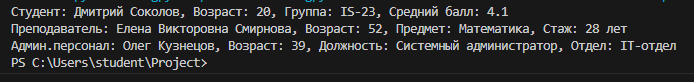 Студент: Дмитрий Соколов, Возраст: 20, Группа: IS-23, Средний балл: 4.1
Преподаватель: Елена Викторовна Смирнова, Возраст: 52, Предмет: Математика, Стаж: 28 лет
Админ.персонал: Олег Кузнецов, Возраст: 39, Должность: Системный администратор, Отдел: IT-отдел
PS C:\Users\student\Project>